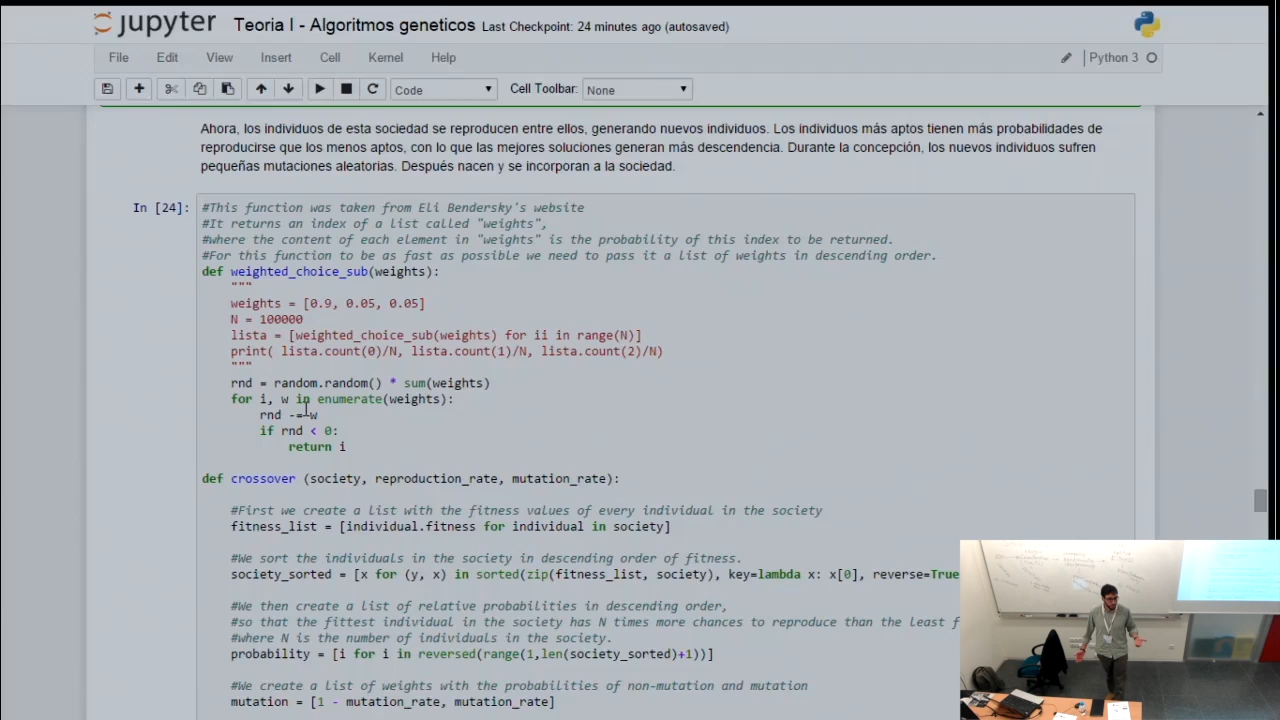 jupyter Teoria I - Algoritmos geneticos Last Checkpoint: 24 minutes ago (autosaved)
File Edit View Insert Cell Kernel Help Python 3
Code Cell Toolbar: None
Ahora, los individuos de esta sociedad se reproducen entre ellos, generando nuevos individuos. Los individuos más aptos tienen más probabilidades de
reproducirse que los menos aptos, con lo que las mejores soluciones generan más descendencia. Durante la concepción, los nuevos individuos sufren
pequeñas mutaciones aleatorias. Después nacen y se incorporan a la sociedad.
In [24]: #This function was taken from Eli Bendersky's website
#It returns an index of a list called "weights",
#where the content of each element in "weights" is the probability of this index to be returned.
#For this function to be as fast as possible we need to pass it a list of weights in descending order.
def weighted_choice_sub(weights):
"""
weights = [0.9, 0.05, 0.05]
N = 100000
lista = [weighted_choice_sub(weights) for ii in range(N)]
print( lista.count(0)/N, lista.count(1)/N, lista.count(2)/N)
"""
rnd = random.random() * sum(weights)
for i, w in enumerate(weights):
rnd -= w
if rnd < 0:
return i
def crossover (society, reproduction_rate, mutation_rate):
#First we create a list with the fitness values of every individual in the society
fitness_list = [individual.fitness for individual in society]
#We sort the individuals in the society in descending order of fitness.
society_sorted = [x for (y, x) in sorted(zip(fitness_list, society), key=lambda x: x[0], reverse=True
#We then create a list of relative probabilities in descending order,
#so that the fittest individual in the society has N times more chances to reproduce than the least f
#where N is the number of individuals in the society.
probability = [i for i in reversed(range(1,len(society_sorted)+1))]
#We create a list of weights with the probabilities of non-mutation and mutation
mutation = [1 - mutation_rate, mutation_rate]